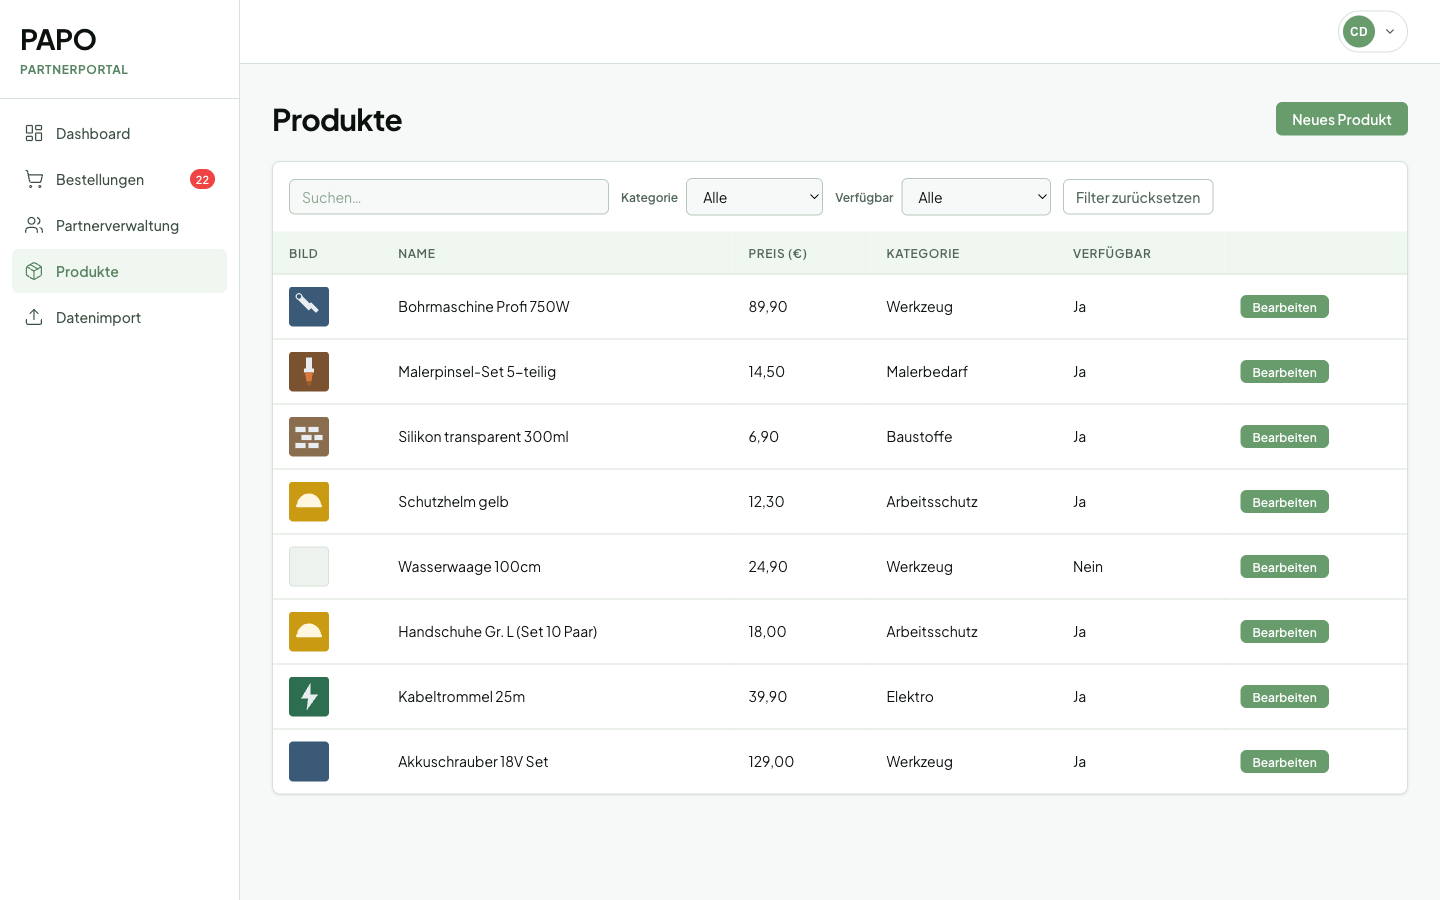 PAPO
PARTNERPORTAL
CD
Dashboard
Bestellungen 22
Partnerverwaltung
Produkte
Datenimport
Produkte
Neues Produkt
Suchen... Kategorie Alle Verfügbar Alle Filter zurücksetzen
BILD NAME PREIS (€) KATEGORIE VERFÜGBAR
Bohrmaschine Profi 750W 89,90 Werkzeug Ja Bearbeiten
Malerpinsel-Set 5-teilig 14,50 Malerbedarf Ja Bearbeiten
Silikon transparent 300ml 6,90 Baustoffe Ja Bearbeiten
Schutzhelm gelb 12,30 Arbeitsschutz Ja Bearbeiten
Wasserwaage 100cm 24,90 Werkzeug Nein Bearbeiten
Handschuhe Gr. L (Set 10 Paar) 18,00 Arbeitsschutz Ja Bearbeiten
Kabeltrommel 25m 39,90 Elektro Ja Bearbeiten
Akkuschrauber 18V Set 129,00 Werkzeug Ja Bearbeiten